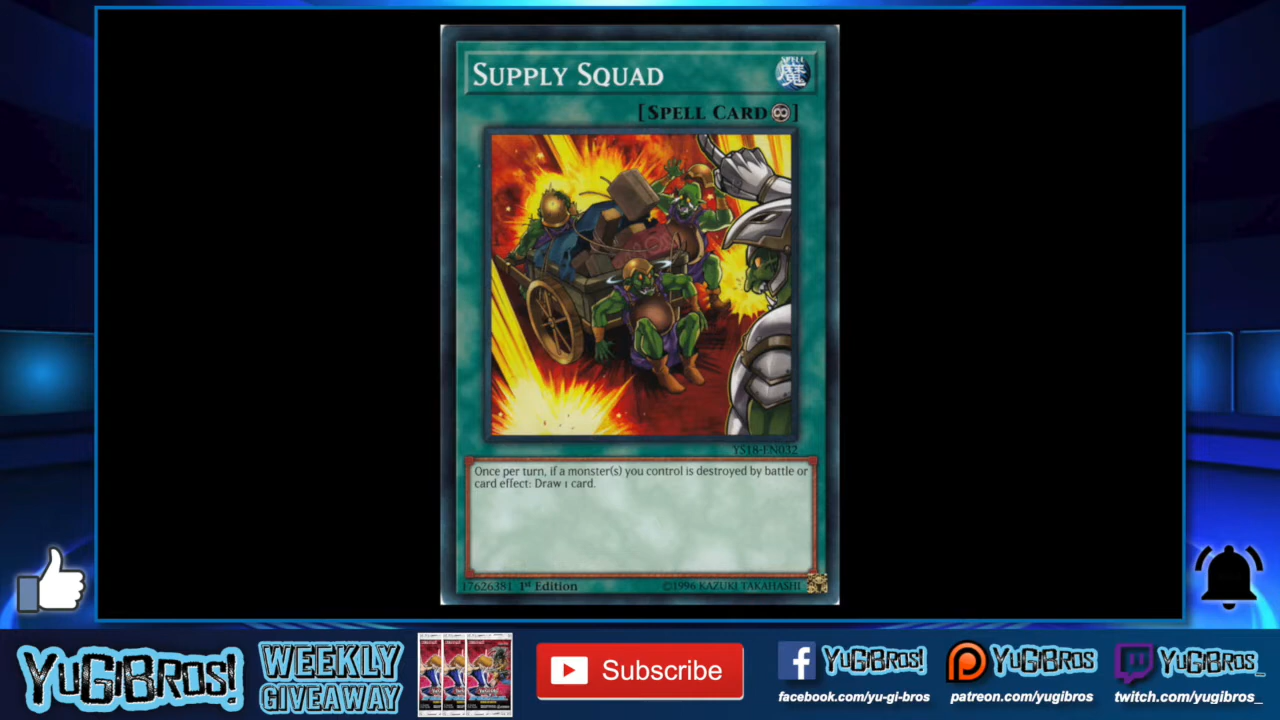 SUPPLY SQUAD
SPELL
魔
[SPELL CARD]
YS18-EN032
Once per turn, if a monster(s) you control is destroyed by battle or
card effect: Draw 1 card.
17626381 1st Edition
©1996 KAZUKI TAKAHASHI
YuGiBros!
WEEKLY
GIVEAWAY
Subscribe
f YuGiBros!
facebook.com/yu-gi-bros
YuGiBros
patreon.com/yugibros
YuGiBros_
twitch.com/yugibros_